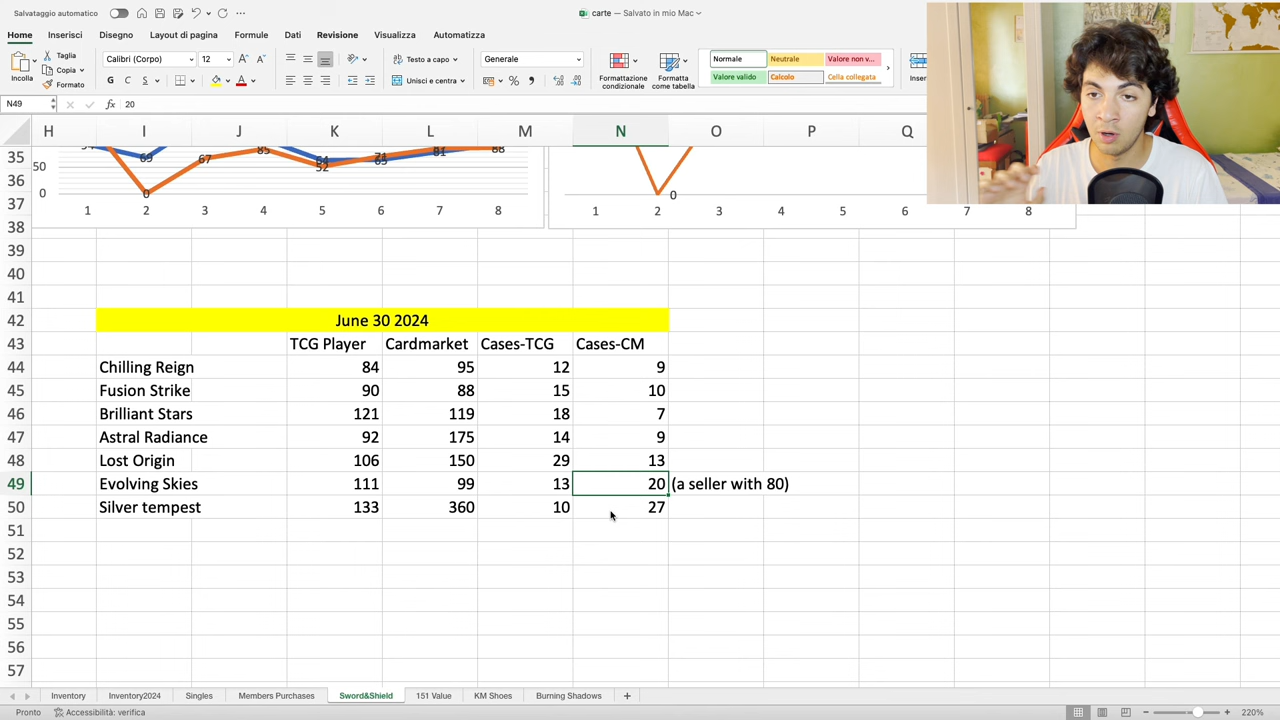 Salvataggio automatico
carte — Salvato in mio Mac
Home Inserisci Disegno Layout di pagina Formule Dati Revisione Visualizza Automatizza
Incolla
Taglia
Copia
Formato
Calibri (Corpo) 12
G C S
Testo a capo
Unisci e centra
Generale
Formattazione condizionale
Formatta come tabella
Normale Neutrale Valore non v...
Valore valido Calcolo Cella collegata
Inser
N49 fx 20
H I J K L M N O P Q
35
50 69 67 85 64 52 71 69 81 88
36
0 0 0
37
1 2 3 4 5 6 7 8 1 2 3 4 5 6 7 8
38
39
40
41
42 June 30 2024
43 TCG Player Cardmarket Cases-TCG Cases-CM
44 Chilling Reign 84 95 12 9
45 Fusion Strike 90 88 15 10
46 Brilliant Stars 121 119 18 7
47 Astral Radiance 92 175 14 9
48 Lost Origin 106 150 29 13
49 Evolving Skies 111 99 13 20 (a seller with 80)
50 Silver tempest 133 360 10 27
51
52
53
54
55
56
57
Inventory Inventory2024 Singles Members Purchases Sword&Shield 151 Value KM Shoes Burning Shadows
Pronto Accessibilità: verifica 220%